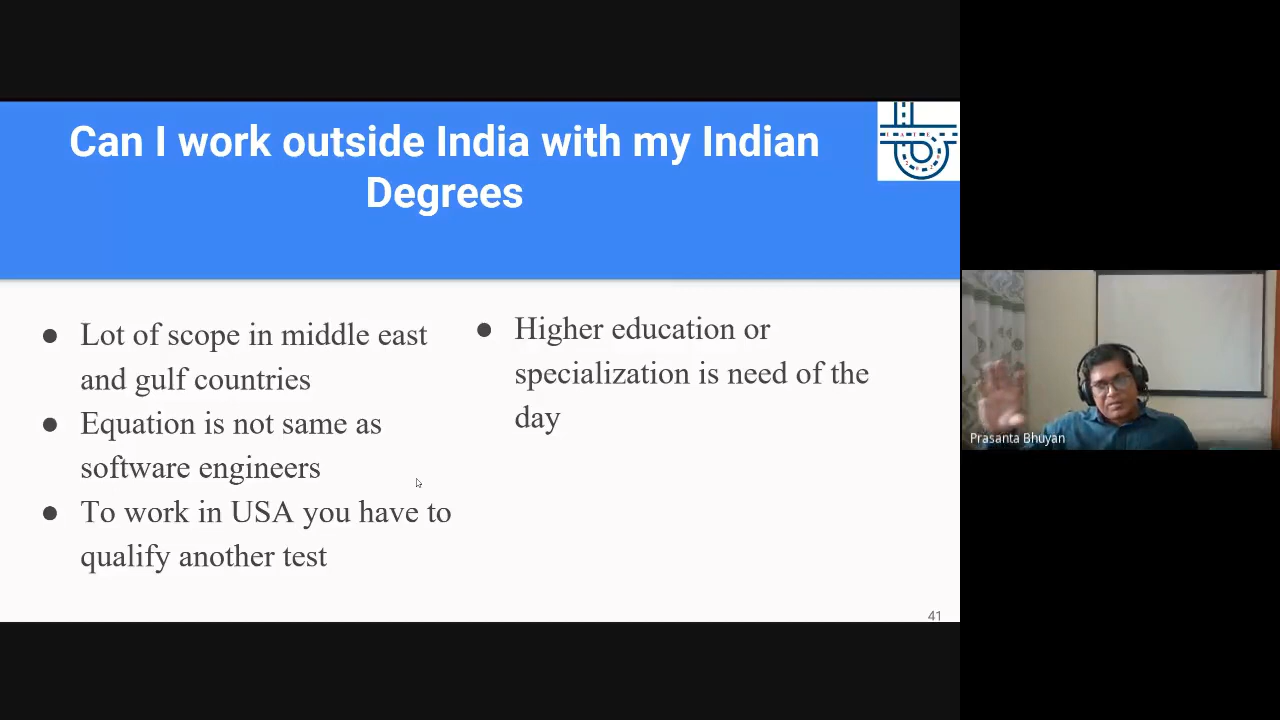 Can I work outside India with my Indian
Degrees
● Lot of scope in middle east
and gulf countries
● Equation is not same as
software engineers
● To work in USA you have to
qualify another test
● Higher education or
specialization is need of the
day
41
Prasanta Bhuyan